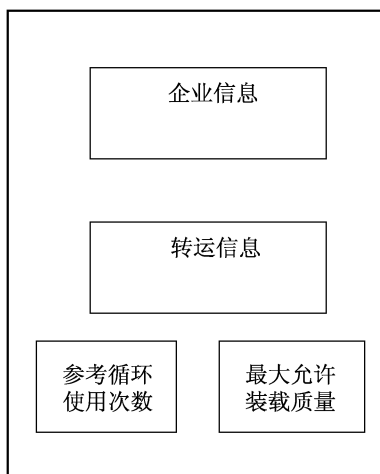 企业信息
转运信息
参考循环
使用次数
最大允许
装载质量